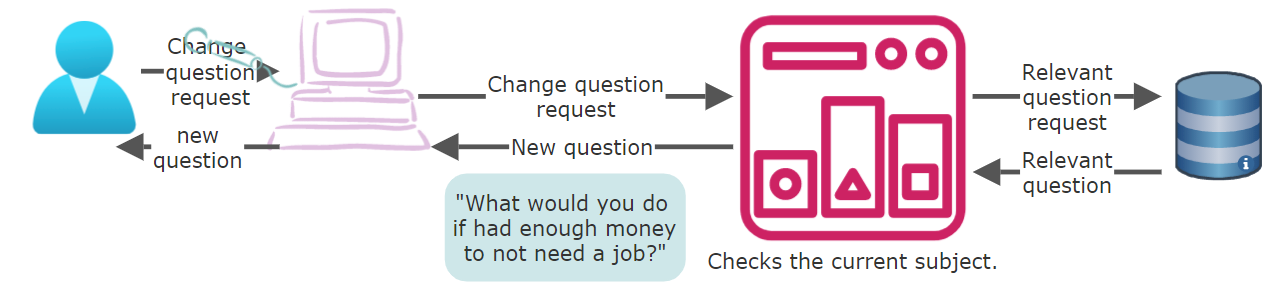 Change
question
request
new
question
Change question
request
New question
"What would you do
if had enough money
to not need a job?"
Checks the current subject.
Relevant
question
request
Relevant
question
i